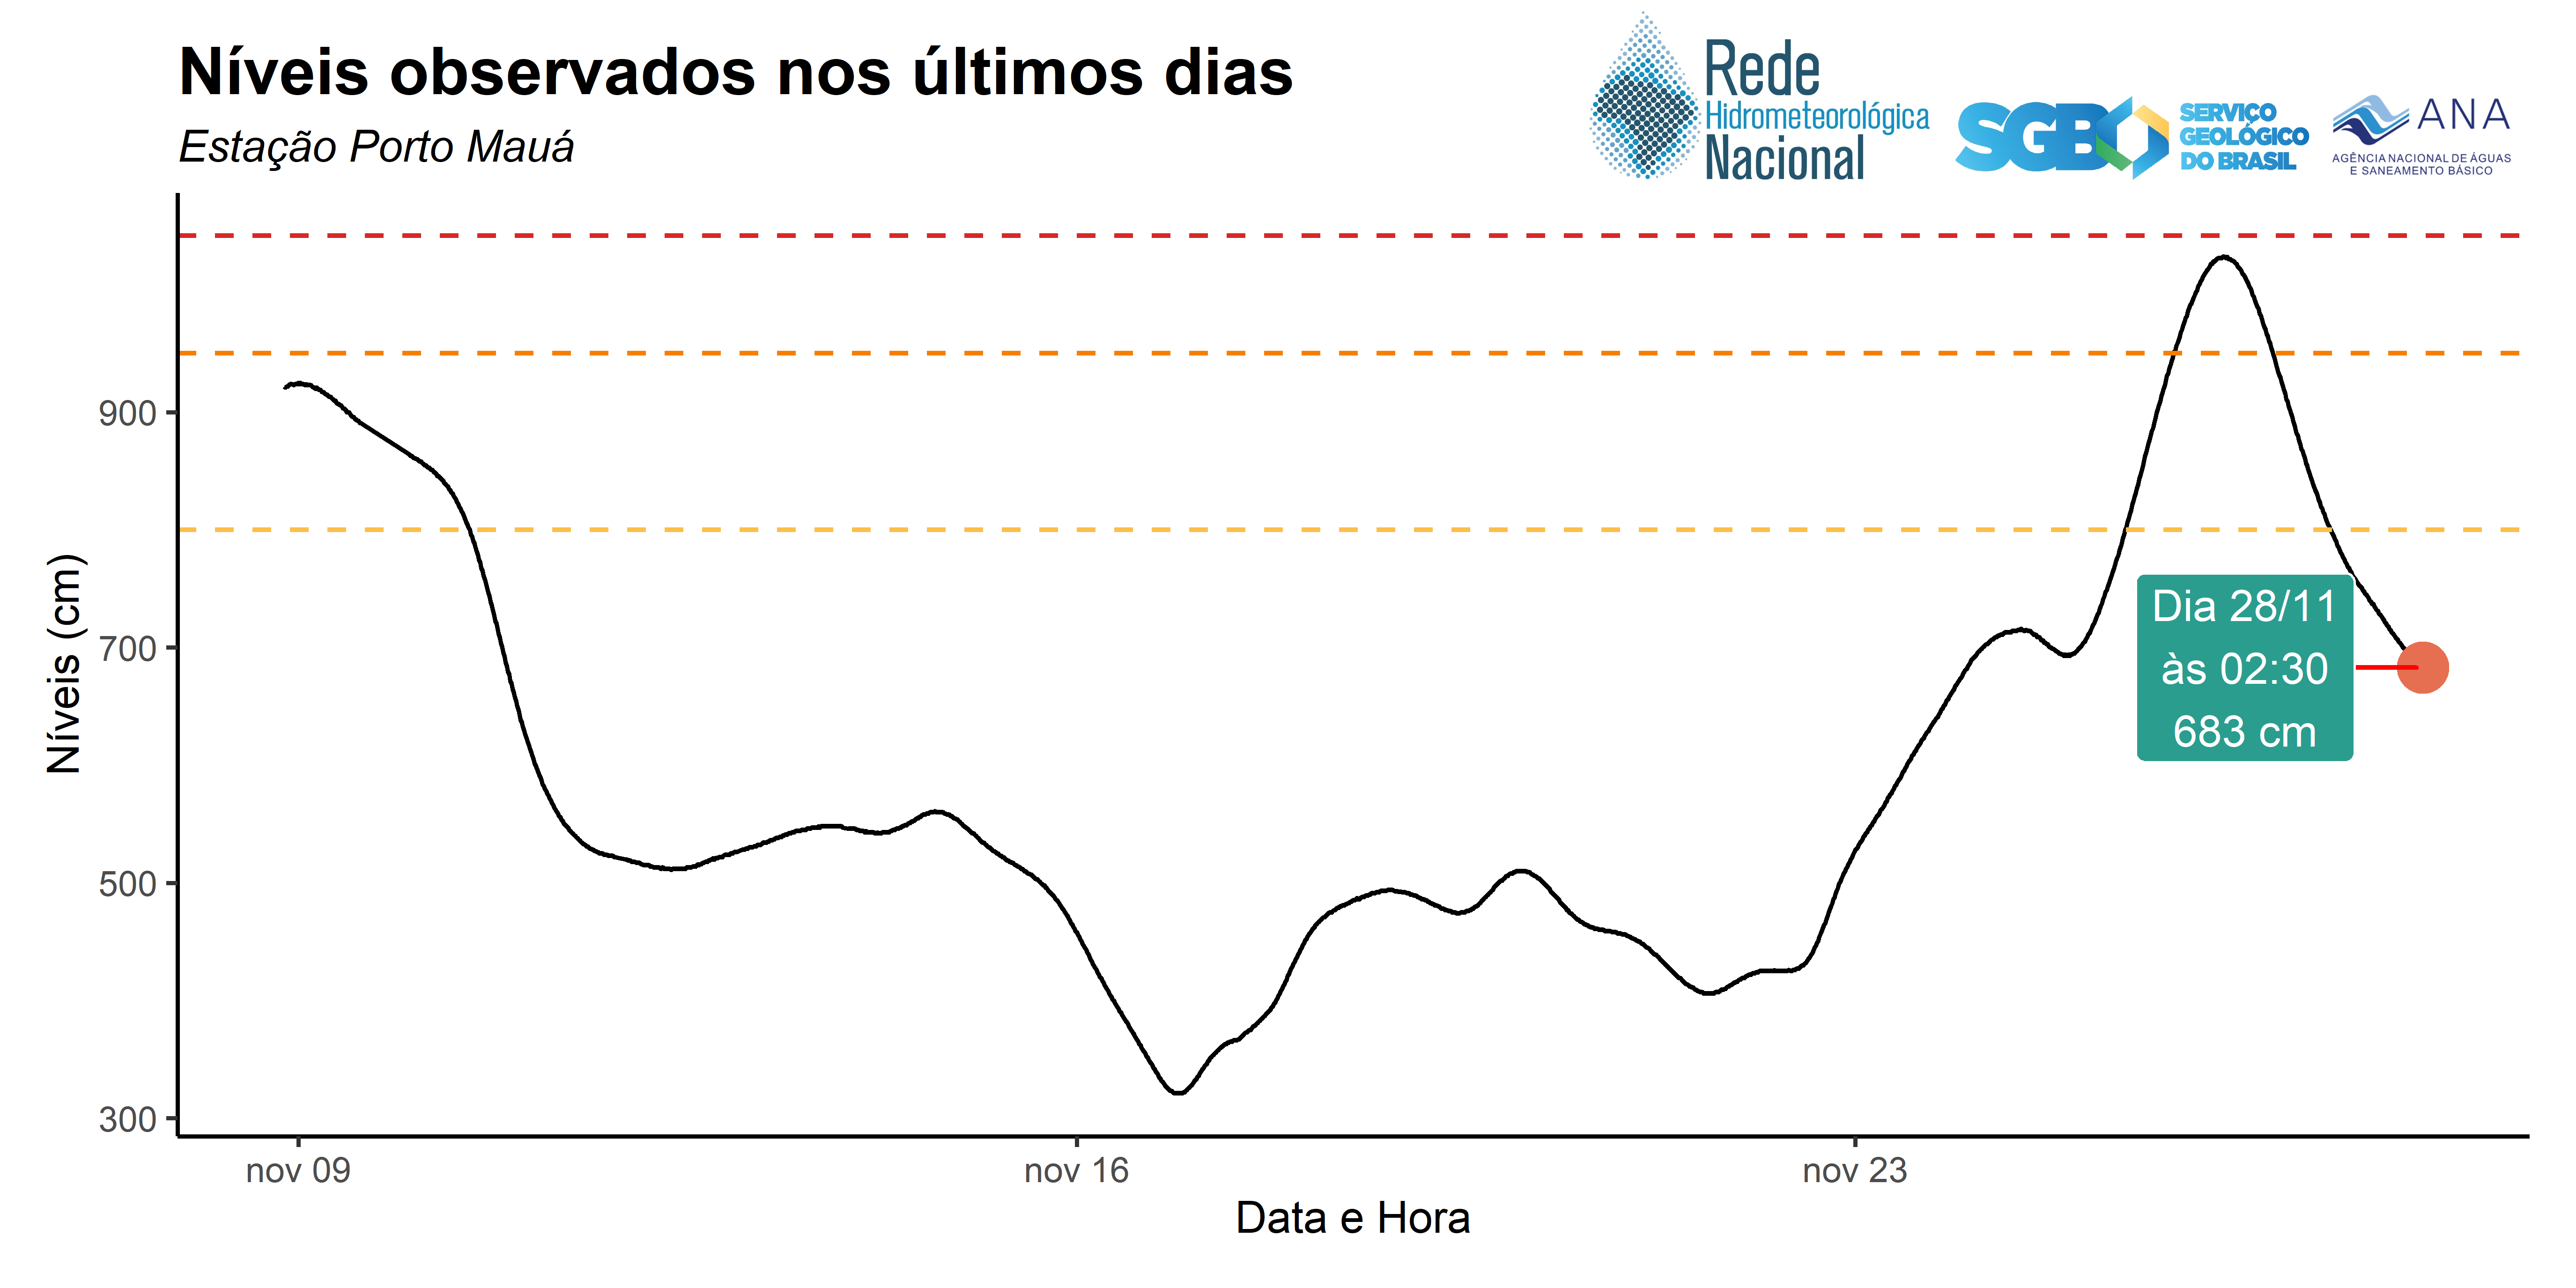 Níveis observados nos últimos dias
Estação Porto Mauá
Rede
Hidrometeorológica
Nacional
SGB
SERVIÇO
GEOLÓGICO
DO BRASIL
ANA
AGÊNCIA NACIONAL DE ÁGUAS
E SANEAMENTO BÁSICO
Níveis (cm)
900
700
500
300
Dia 28/11
às 02:30
683 cm
nov 09
nov 16
nov 23
Data e Hora